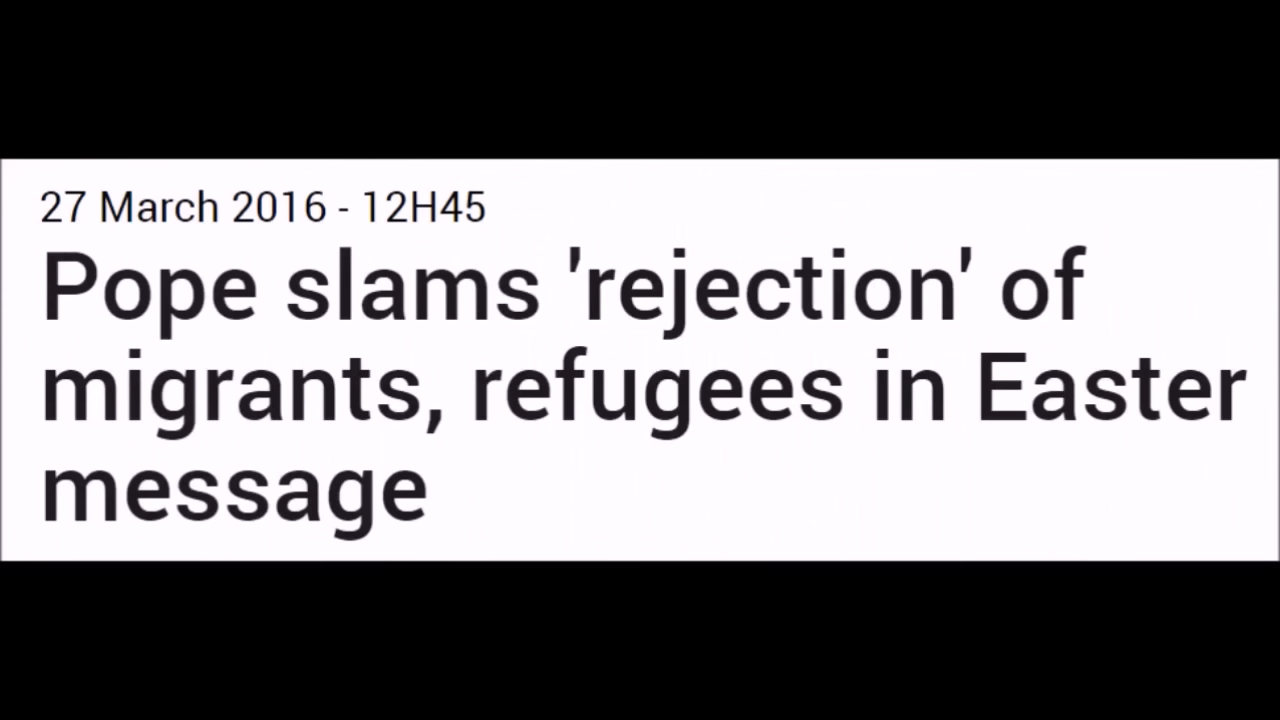 27 March 2016 - 12H45
Pope slams 'rejection' of
migrants, refugees in Easter
message